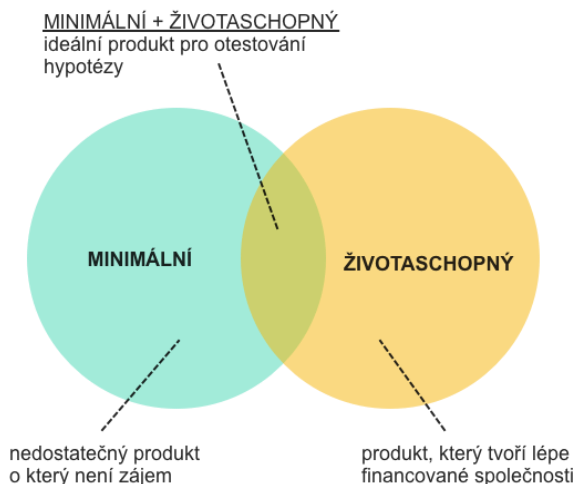 MINIMÁLNÍ + ŽIVOTASCHOPNÝ
ideální produkt pro otestování
hypotézy
MINIMÁLNÍ
ŽIVOTASCHOPNÝ
nedostatečný produkt
o který není zájem
produkt, který tvoří lépe
financované společnosti